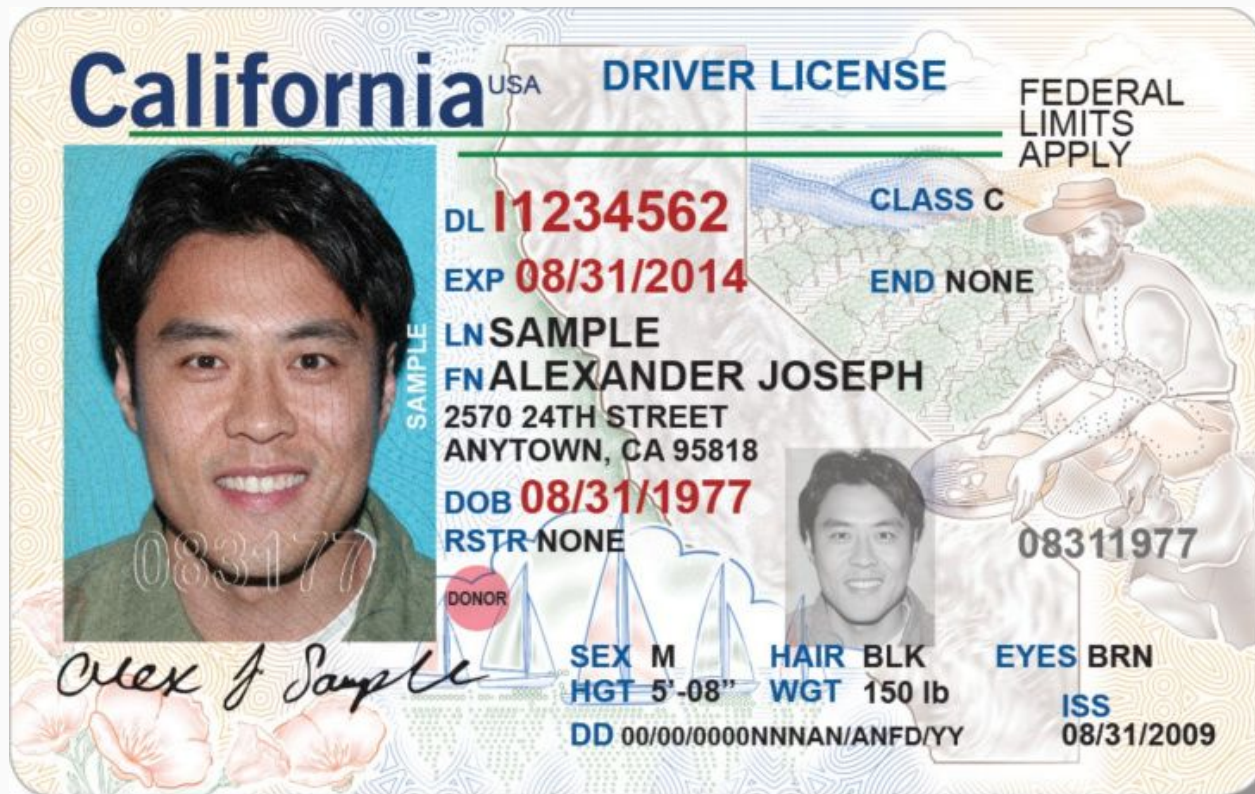 California USA DRIVER LICENSE
FEDERAL
LIMITS
APPLY
DL I1234562
CLASS C
EXP 08/31/2014
END NONE
LN SAMPLE
FN ALEXANDER JOSEPH
2570 24TH STREET
ANYTOWN, CA 95818
DOB 08/31/1977
RSTR NONE
08311977
SAMPLE
083177
DONOR
Alex J Sample
SEX M HAIR BLK EYES BRN
HGT 5'-08" WGT 150 lb
ISS
DD 00/00/0000NNNAN/ANFD/YY
08/31/2009